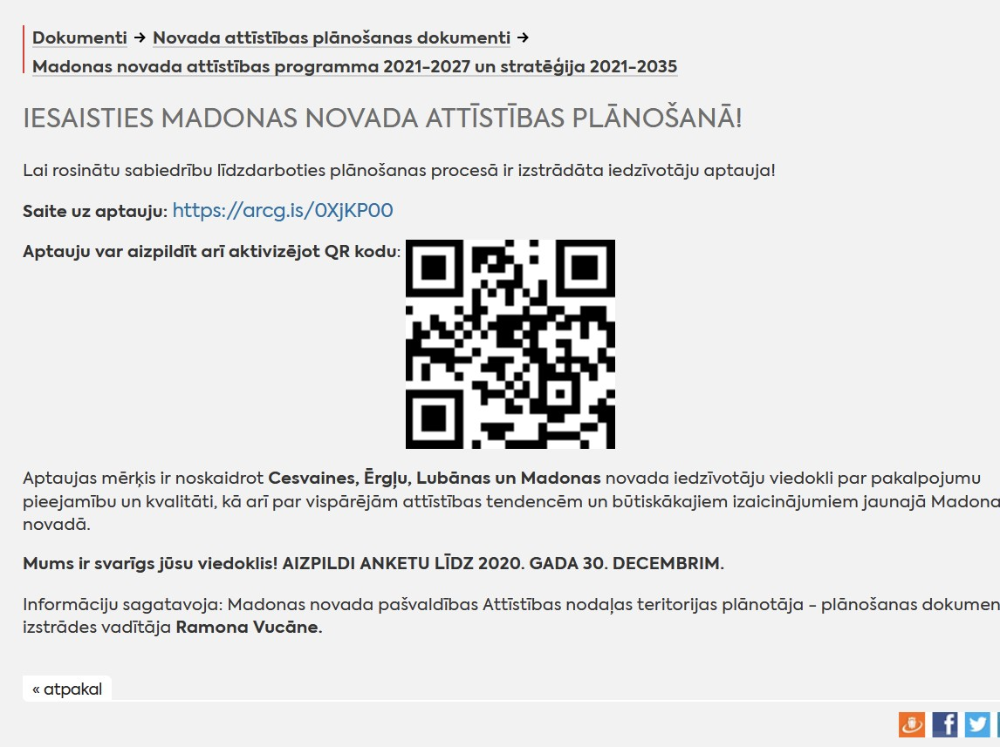 Dokumenti → Novada attīstības plānošanas dokumenti →
Madonas novada attīstības programma 2021-2027 un stratēģija 2021-2035
IESAISTIES MADONAS NOVADA ATTĪSTĪBAS PLĀNOŠANĀ!
Lai rosinātu sabiedrību līdzdarboties plānošanas procesā ir izstrādāta iedzīvotāju aptauja!
Saite uz aptauju: https://arcg.is/0XjKP00
Aptauju var aizpildīt arī aktivizējot QR kodu:
Aptaujas mērķis ir noskaidrot Cesvaines, Ērgļu, Lubānas un Madonas novada iedzīvotāju viedokli par pakalpojumu
pieejamību un kvalitāti, kā arī par vispārējām attīstības tendencēm un būtiskākajiem izaicinājumiem jaunajā Madona
novadā.
Mums ir svarīgs jūsu viedoklis! AIZPILDI ANKETU LĪDZ 2020. GADA 30. DECEMBRIM.
Informāciju sagatavoja: Madonas novada pašvaldības Attīstības nodaļas teritorijas plānotāja - plānošanas dokumen
izstrādes vadītāja Ramona Vucāne.
« atpakal